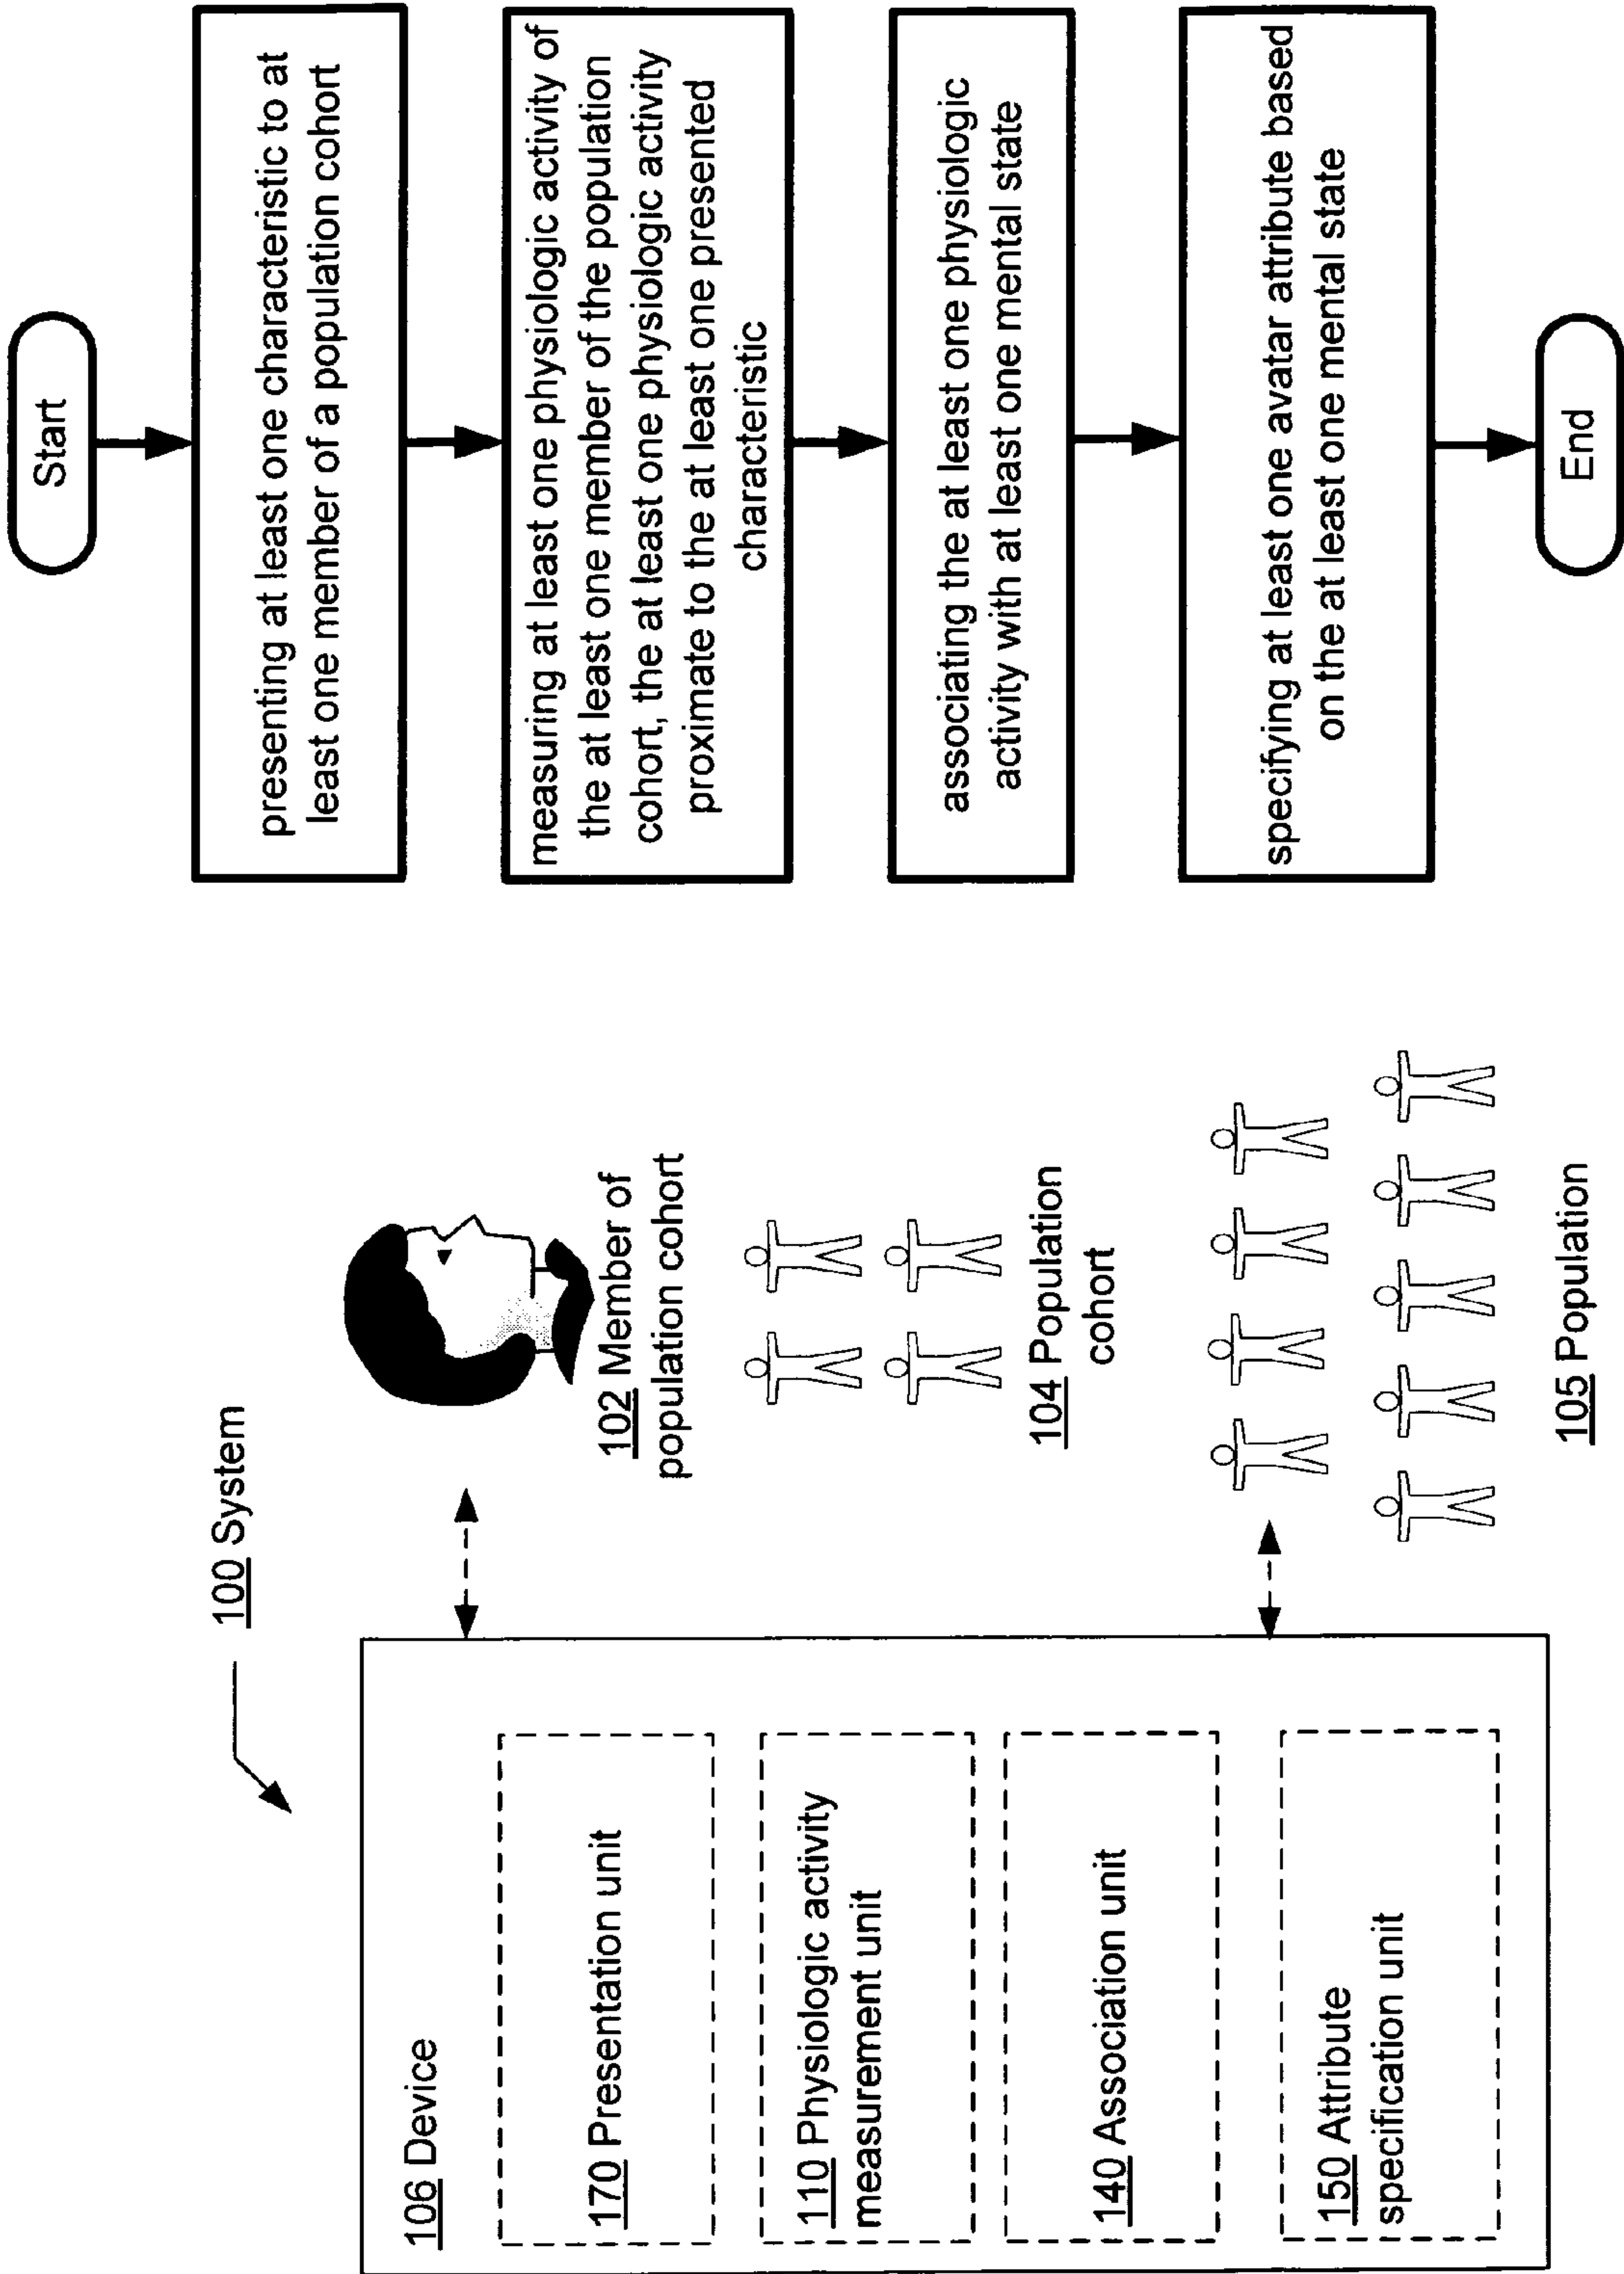 100 System
106 Device
170 Presentation unit
110 Physiologic activity
measurement unit
140 Association unit
150 Attribute
specification unit
102 Member of
population cohort
104 Population
cohort
105 Population
Start
presenting at least one characteristic to at
least one member of a population cohort
measuring at least one physiologic activity of
the at least one member of the population
cohort, the at least one physiologic activity
proximate to the at least one presented
characteristic
associating the at least one physiologic
activity with at least one mental state
specifying at least one avatar attribute based
on the at least one mental state
End